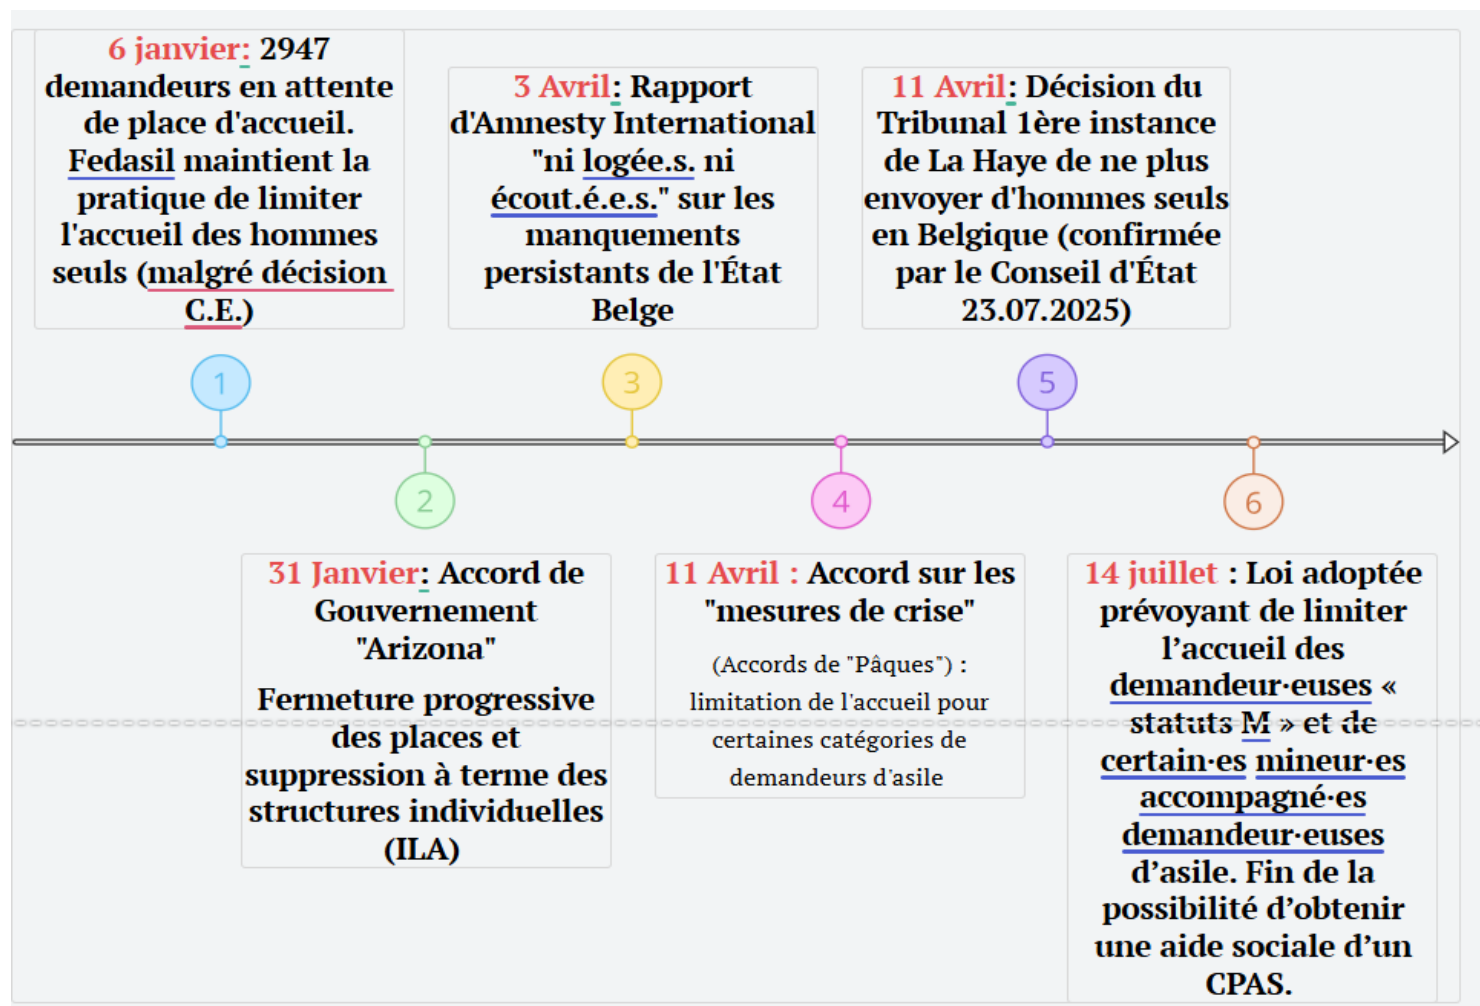 6 janvier: 2947
demandeurs en attente
de place d'accueil.
Fedasil maintient la
pratique de limiter
l'accueil des hommes
seuls (malgré décision
C.E.)
3 Avril: Rapport
d'Amnesty International
"ni logée.s. ni
écout.é.e.s." sur les
manquements
persistants de l'État
Belge
11 Avril: Décision du
Tribunal 1ère instance
de La Haye de ne plus
envoyer d'hommes seuls
en Belgique (confirmée
par le Conseil d'État
23.07.2025)
1
3
5
2
4
6
31 Janvier: Accord de
Gouvernement
"Arizona"
Fermeture progressive
des places et
suppression à terme des
structures individuelles
(ILA)
11 Avril : Accord sur les
"mesures de crise"
(Accords de "Pâques") :
limitation de l'accueil pour
certaines catégories de
demandeurs d'asile
14 juillet : Loi adoptée
prévoyant de limiter
l’accueil des
demandeur·euses «
statuts M » et de
certain·es mineur·es
accompagné·es
demandeur·euses
d’asile. Fin de la
possibilité d’obtenir
une aide sociale d’un
CPAS.